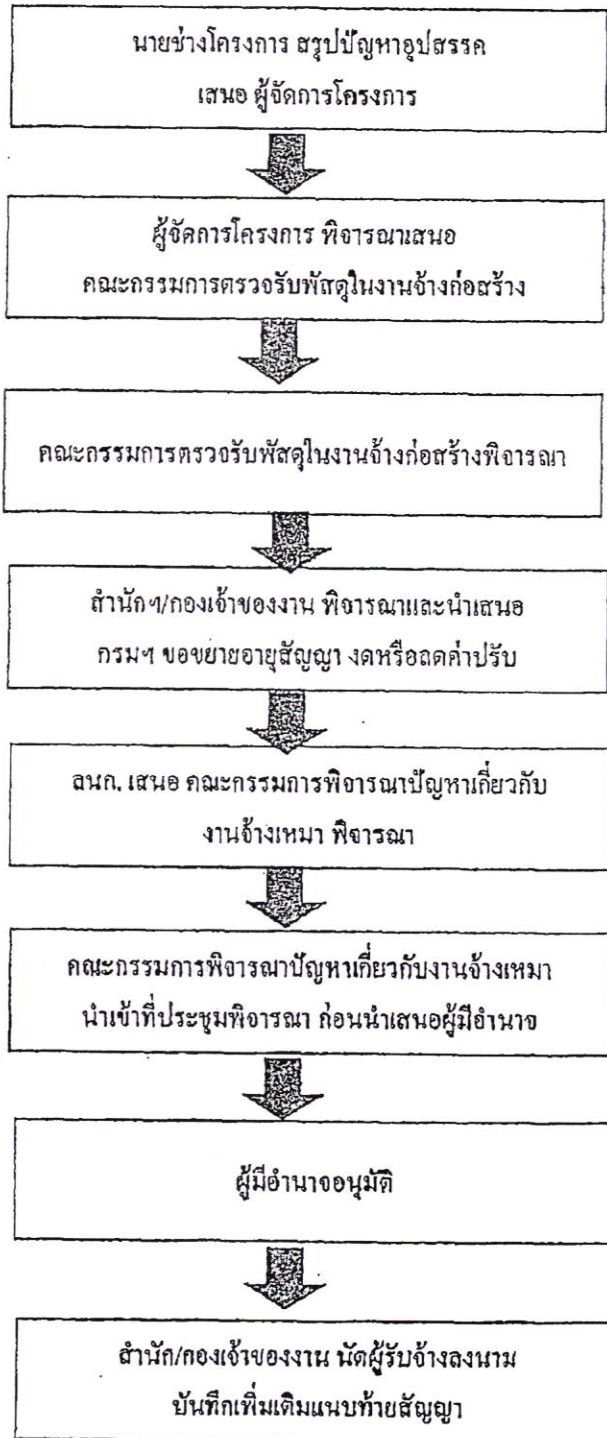 นายช่างโครงการ สรุปปัญหาอุปสรรค
เสนอ ผู้จัดการโครงการ
ผู้จัดการโครงการ พิจารณาเสนอ
คณะกรรมการตรวจรับพัสดุในงานจ้างก่อสร้าง
คณะกรรมการตรวจรับพัสดุในงานจ้างก่อสร้างพิจารณา
สำนักฯ/กองเจ้าของงาน พิจารณาและนำเสนอ
กรมฯ ขอขยายอายุสัญญา งดหรือลดค่าปรับ
ลนก. เสนอ คณะกรรมการพิจารณาปัญหาเกี่ยวกับ
งานจ้างเหมา พิจารณา
คณะกรรมการพิจารณาปัญหาเกี่ยวกับงานจ้างเหมา
นำเข้าที่ประชุมพิจารณา ก่อนนำเสนอผู้มีอำนาจ
ผู้มีอำนาจอนุมัติ
สำนัก/กองเจ้าของงาน นัดผู้รับจ้างลงนาม
บันทึกเพิ่มเติมแนบท้ายสัญญา